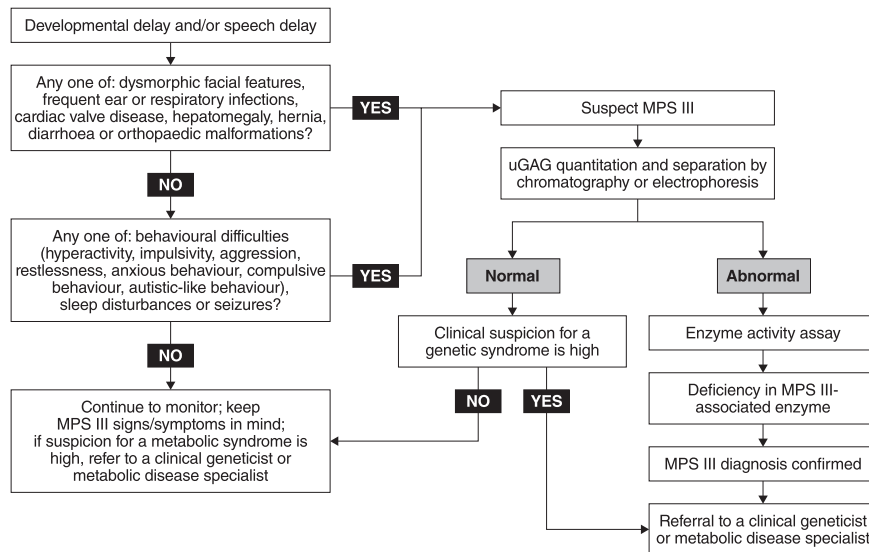 Developmental delay and/or speech delay
Any one of: dysmorphic facial features,
frequent ear or respiratory infections,
cardiac valve disease, hepatomegaly, hernia,
diarrhoea or orthopaedic malformations?
YES
NO
Any one of: behavioural difficulties
(hyperactivity, impulsivity, aggression,
restlessness, anxious behaviour, compulsive
behaviour, autistic-like behaviour),
sleep disturbances or seizures?
YES
NO
Continue to monitor; keep
MPS III signs/symptoms in mind;
if suspicion for a metabolic syndrome is
high, refer to a clinical geneticist or
metabolic disease specialist
Suspect MPS III
uGAG quantitation and separation by
chromatography or electrophoresis
Normal
Clinical suspicion for a
genetic syndrome is high
NO
YES
Abnormal
Enzyme activity assay
Deficiency in MPS III-
associated enzyme
MPS III diagnosis confirmed
Referral to a clinical geneticist
or metabolic disease specialist